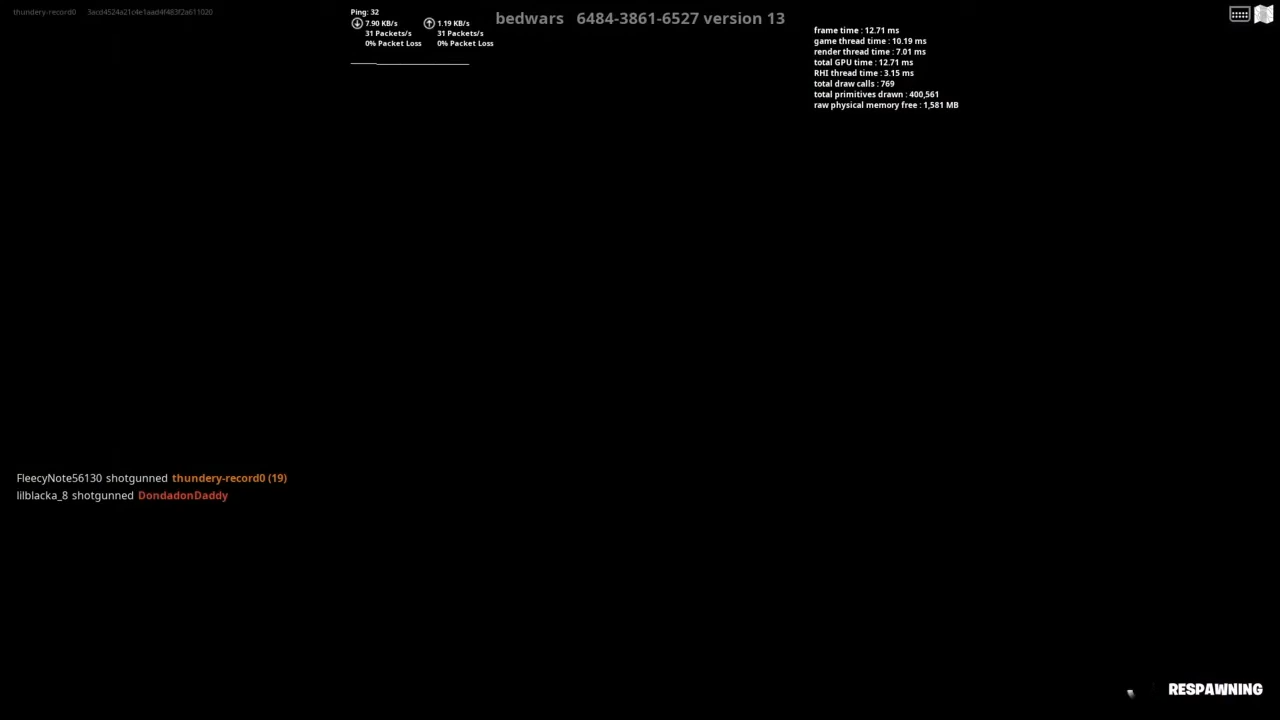 thundery-record0
Ping: 32
7.90 KB/s 1.19 KB/s
31 Packets/s 31 Packets/s
0% Packet Loss 0% Packet Loss
bedwars 6484-3861-6527 version 13
frame time : 12.71 ms
game thread time : 10.19 ms
render thread time : 7.01 ms
total GPU time : 12.71 ms
RHI thread time : 3.15 ms
total draw calls : 769
total primitives drawn : 400,561
raw physical memory free : 1,581 MB
FleecyNote56130 shotgunned thundery-record0 (19)
lilblacka_8 shotgunned DondadonDaddy
RESPAWNING